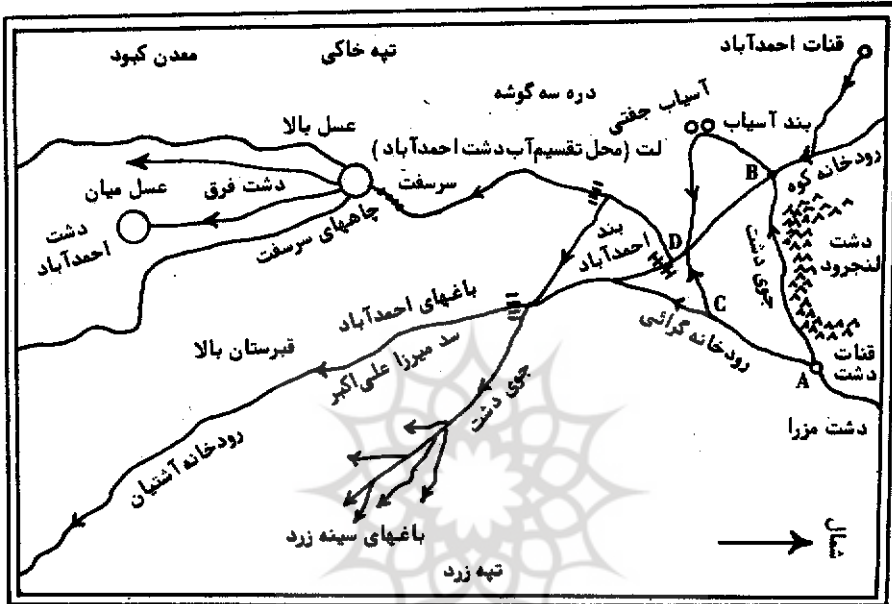 قنات احمدآباد
تپه خاکی
معدن کبود
دره سه گوشه
آسیاب جفتی
بند آسیاب
عسل بالا
لت (محل تقسیم آب دشت احمدآباد)
رودخانه کوه
B
سرسفت
دشت فرق
عسل میان
چاههای سرسفت
دشت
احمدآباد
بند
احمدآباد
D
جوی دشت
دشت
لنجرود
باغهای احمدآباد
سد میرزا علی اکبر
قبرستان بالا
رودخانه گرائی
C
قنات
دشت
A
دشت مزرا
جوی دشت
رودخانه آشتیان
باغهای سینه زرد
تپه زرد
شمال